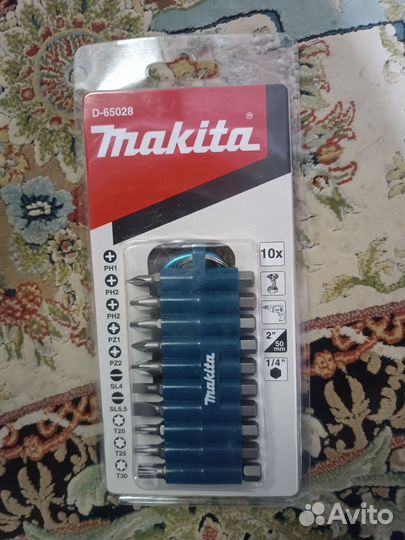 D-65028
makita®
10x
PH1
PH2
PH2
PZ1
PZ2
SL4
SL5,5
T20
T25
T30
2"
50
mm
1/4"
makita
Avito